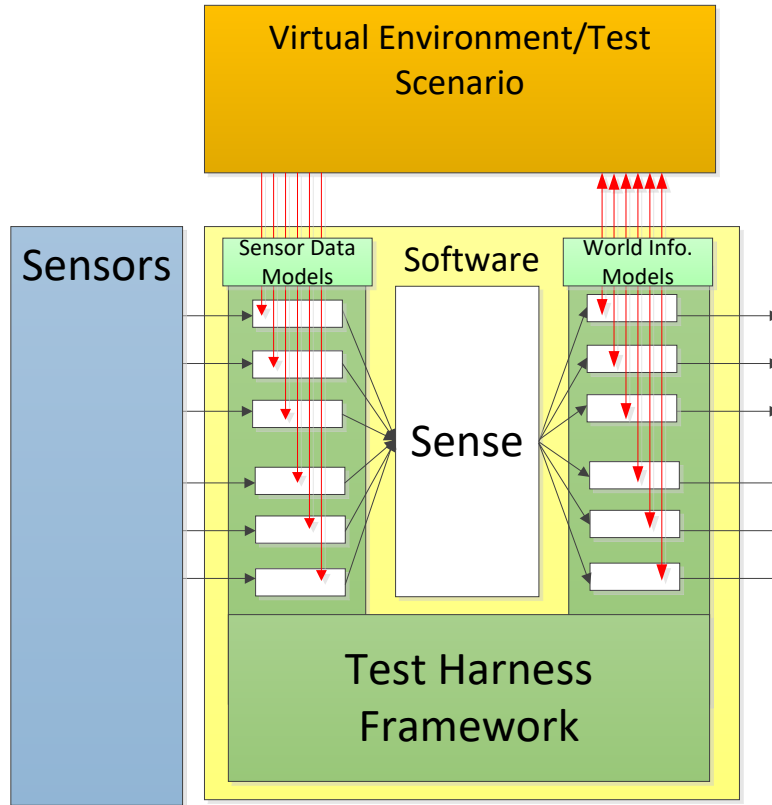 Virtual Environment/Test
Scenario
Sensors
Sensor Data
Models
Software
World Info.
Models
Sense
Test Harness
Framework